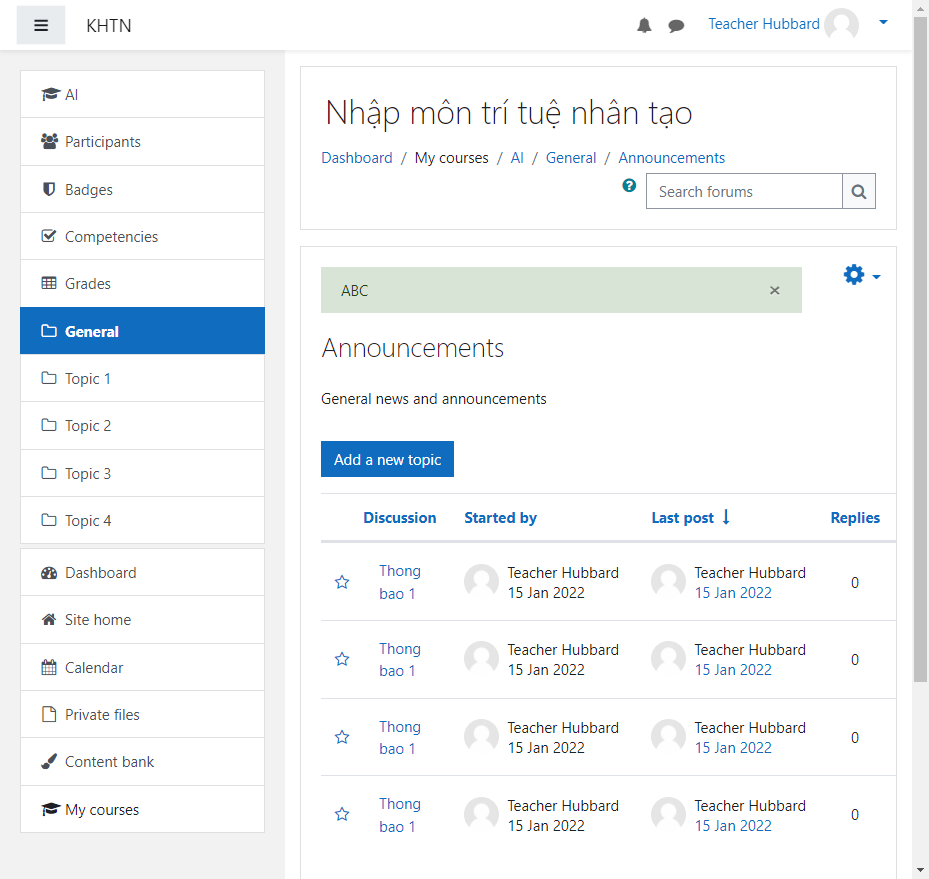 KHTN
Teacher Hubbard
AI
Participants
Badges
Competencies
Grades
General
Topic 1
Topic 2
Topic 3
Topic 4
Dashboard
Site home
Calendar
Private files
Content bank
My courses
Nhập môn trí tuệ nhân tạo
Dashboard / My courses / AI / General / Announcements
Search forums
ABC ×
Announcements
General news and announcements
Add a new topic
Discussion Started by Last post ↓ Replies
Thong Teacher Hubbard Teacher Hubbard 0
bao 1 15 Jan 2022 15 Jan 2022
Thong Teacher Hubbard Teacher Hubbard 0
bao 1 15 Jan 2022 15 Jan 2022
Thong Teacher Hubbard Teacher Hubbard 0
bao 1 15 Jan 2022 15 Jan 2022
Thong Teacher Hubbard Teacher Hubbard 0
bao 1 15 Jan 2022 15 Jan 2022